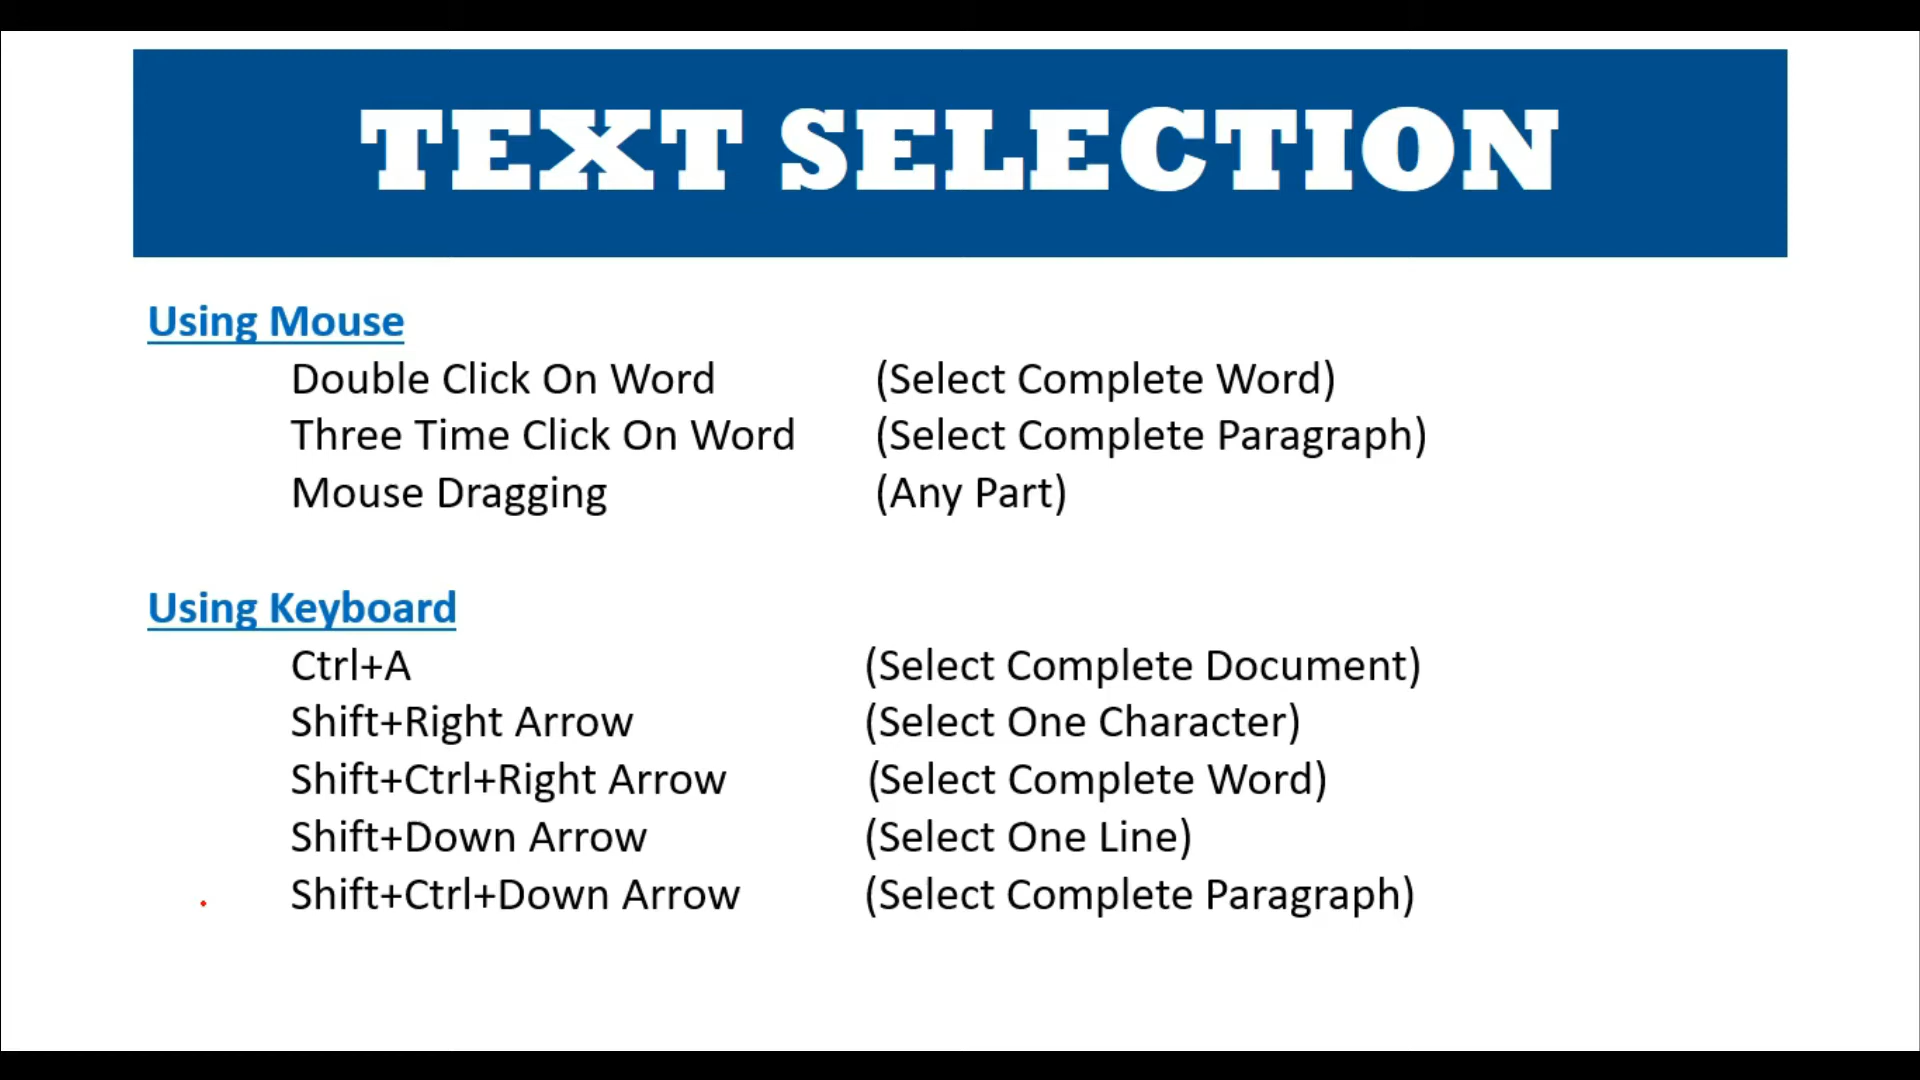 TEXT SELECTION
Using Mouse
Double Click On Word (Select Complete Word)
Three Time Click On Word (Select Complete Paragraph)
Mouse Dragging (Any Part)
Using Keyboard
Ctrl+A (Select Complete Document)
Shift+Right Arrow (Select One Character)
Shift+Ctrl+Right Arrow (Select Complete Word)
Shift+Down Arrow (Select One Line)
Shift+Ctrl+Down Arrow (Select Complete Paragraph)